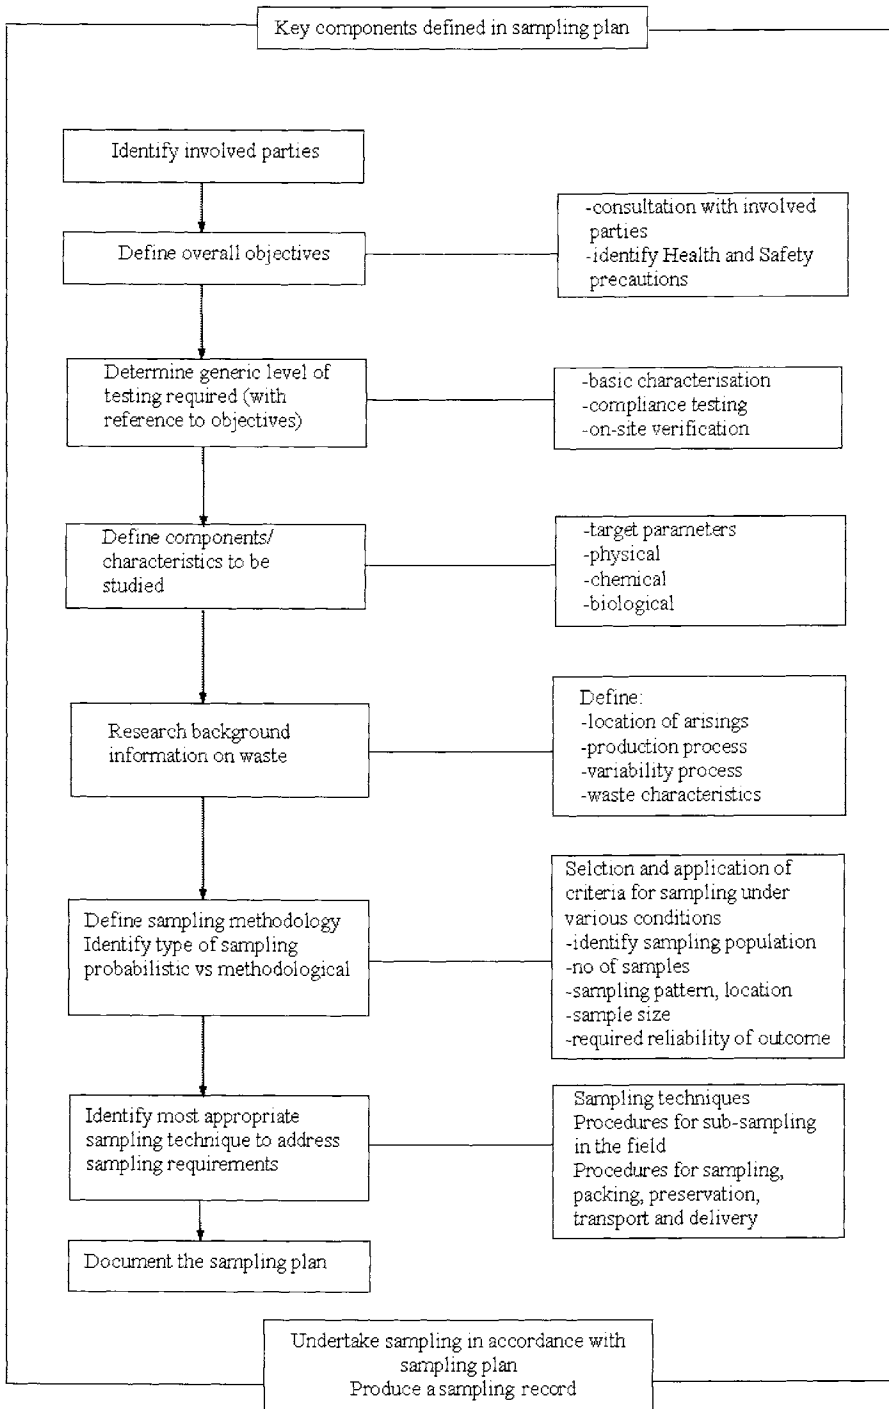 Key components defined in sampling plan
Identify involved parties
Define overall objectives
-consultation with involved
parties
-identify Health and Safety
precautions
Determine generic level of
testing required (with
reference to objectives)
-basic characterisation
-compliance testing
-on-site verification
Define components/
characteristics to be
studied
-target parameters
-physical
-chemical
-biological
Research background
information on waste
Define:
-location of arisings
-production process
-variability process
-waste characteristics
Define sampling methodology
Identify type of sampling
probabilistic vs methodological
Selction and application of
criteria for sampling under
various conditions
-identify sampling population
-no of samples
-sampling pattern, location
-sample size
-required reliability of outcome
Identify most appropriate
sampling technique to address
sampling requirements
Sampling techniques
Procedures for sub-sampling
in the field
Procedures for sampling,
packing, preservation,
transport and delivery
Document the sampling plan
Undertake sampling in accordance with
sampling plan
Produce a sampling record